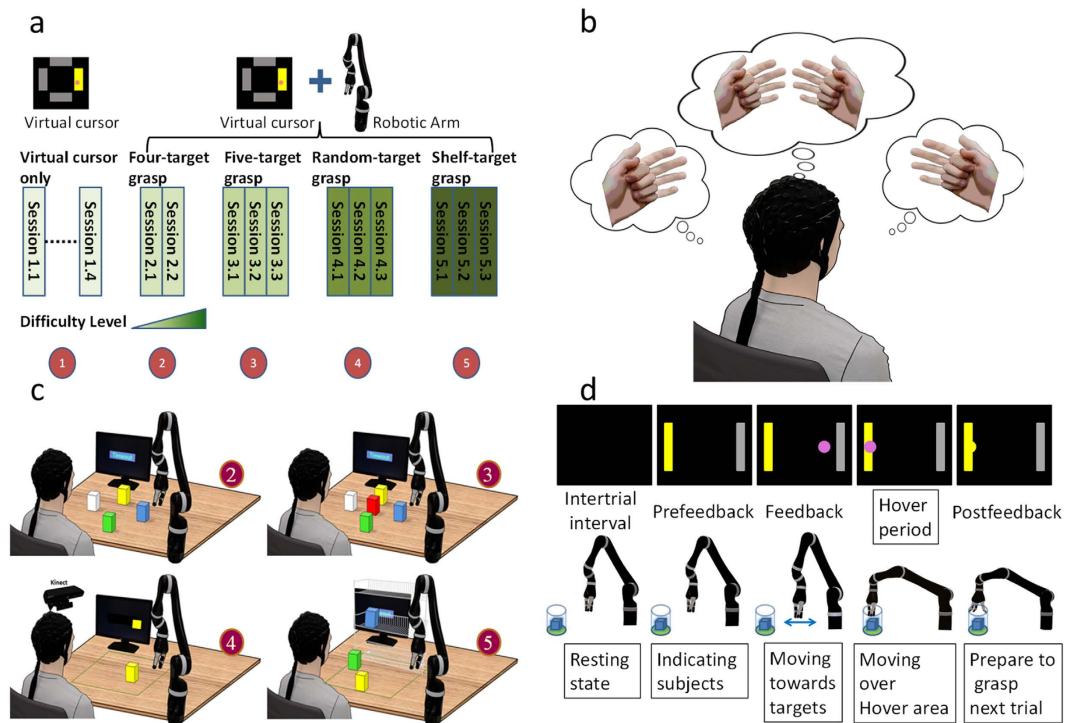 a
Virtual cursor
Virtual cursor
Robotic Arm
Virtual cursor
only
Four-target
grasp
Five-target
grasp
Random-target
grasp
Shelf-target
grasp
Session 1.1
Session 1.4
Session 2.1
Session 2.2
Session 3.1
Session 3.2
Session 3.3
Session 4.1
Session 4.2
Session 4.3
Session 5.1
Session 5.2
Session 5.3
Difficulty Level
1
2
3
4
5
b
c
2
3
Kinect
4
5
d
Intertrial
interval
Prefeedback
Feedback
Hover
period
Postfeedback
Resting
state
Indicating
subjects
Moving
towards
targets
Moving
over
Hover area
Prepare to
grasp
next trial